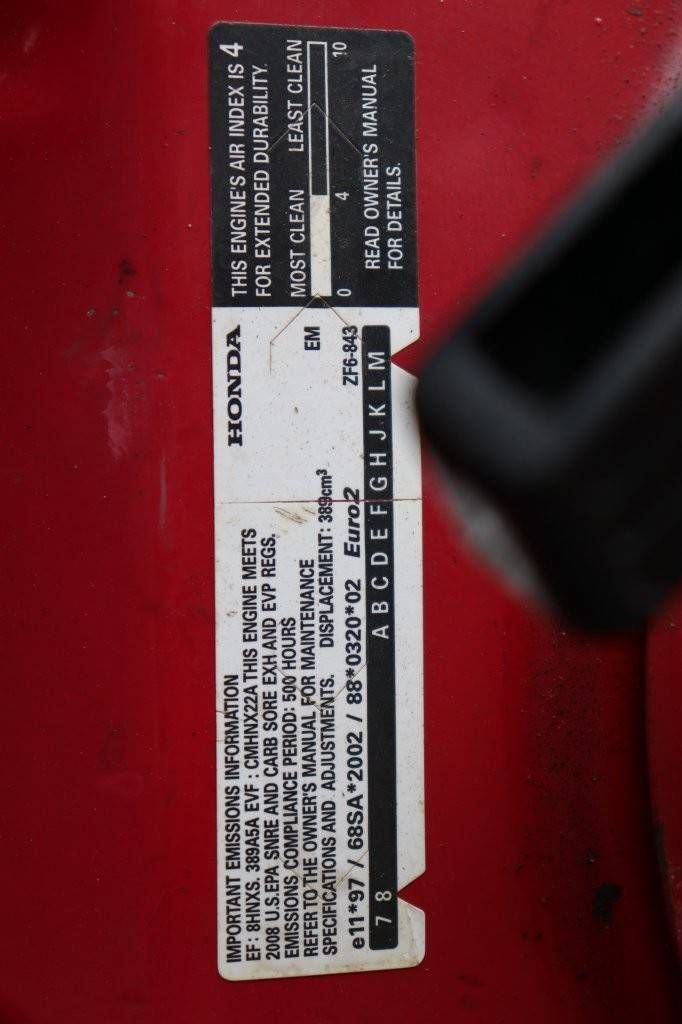 IMPORTANT EMISSIONS INFORMATION
EF: 8HNXS. 389A5A EVF : CMHNX22A THIS ENGINE MEETS
2008 U.S.EPA SNRE AND CARB SORE EXH AND EVP REGS.
EMISSIONS COMPLIANCE PERIOD: 500 HOURS
REFER TO THE OWNER'S MANUAL FOR MAINTENANCE
SPECIFICATIONS AND ADJUSTMENTS. DISPLACEMENT: 389cm³
e11*97 / 68SA*2002 / 88*0320*02 Euro2
7 8 A B C D E F G H J K L M
HONDA
EM
ZF6-843
THIS ENGINE'S AIR INDEX IS 4
FOR EXTENDED DURABILITY.
MOST CLEAN LEAST CLEAN
0 4 10
READ OWNER'S MANUAL
FOR DETAILS.